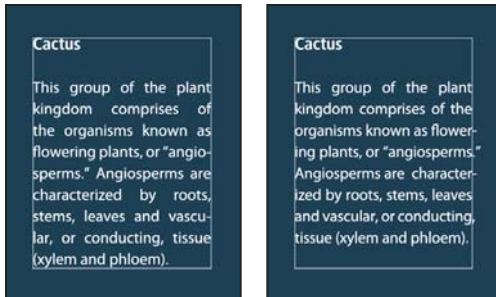 Cactus
This group of the plant
kingdom comprises of
the organisms known as
flowering plants, or “angio-
sperms.” Angiosperms are
characterized by roots,
stems, leaves and vascu-
lar, or conducting, tissue
(xylem and phloem).
Cactus
This group of the plant
kingdom comprises of the
organisms known as flower-
ing plants, or “angiosperms.”
Angiosperms are character-
ized by roots, stems, leaves
and vascular, or conducting,
tissue (xylem and phloem).